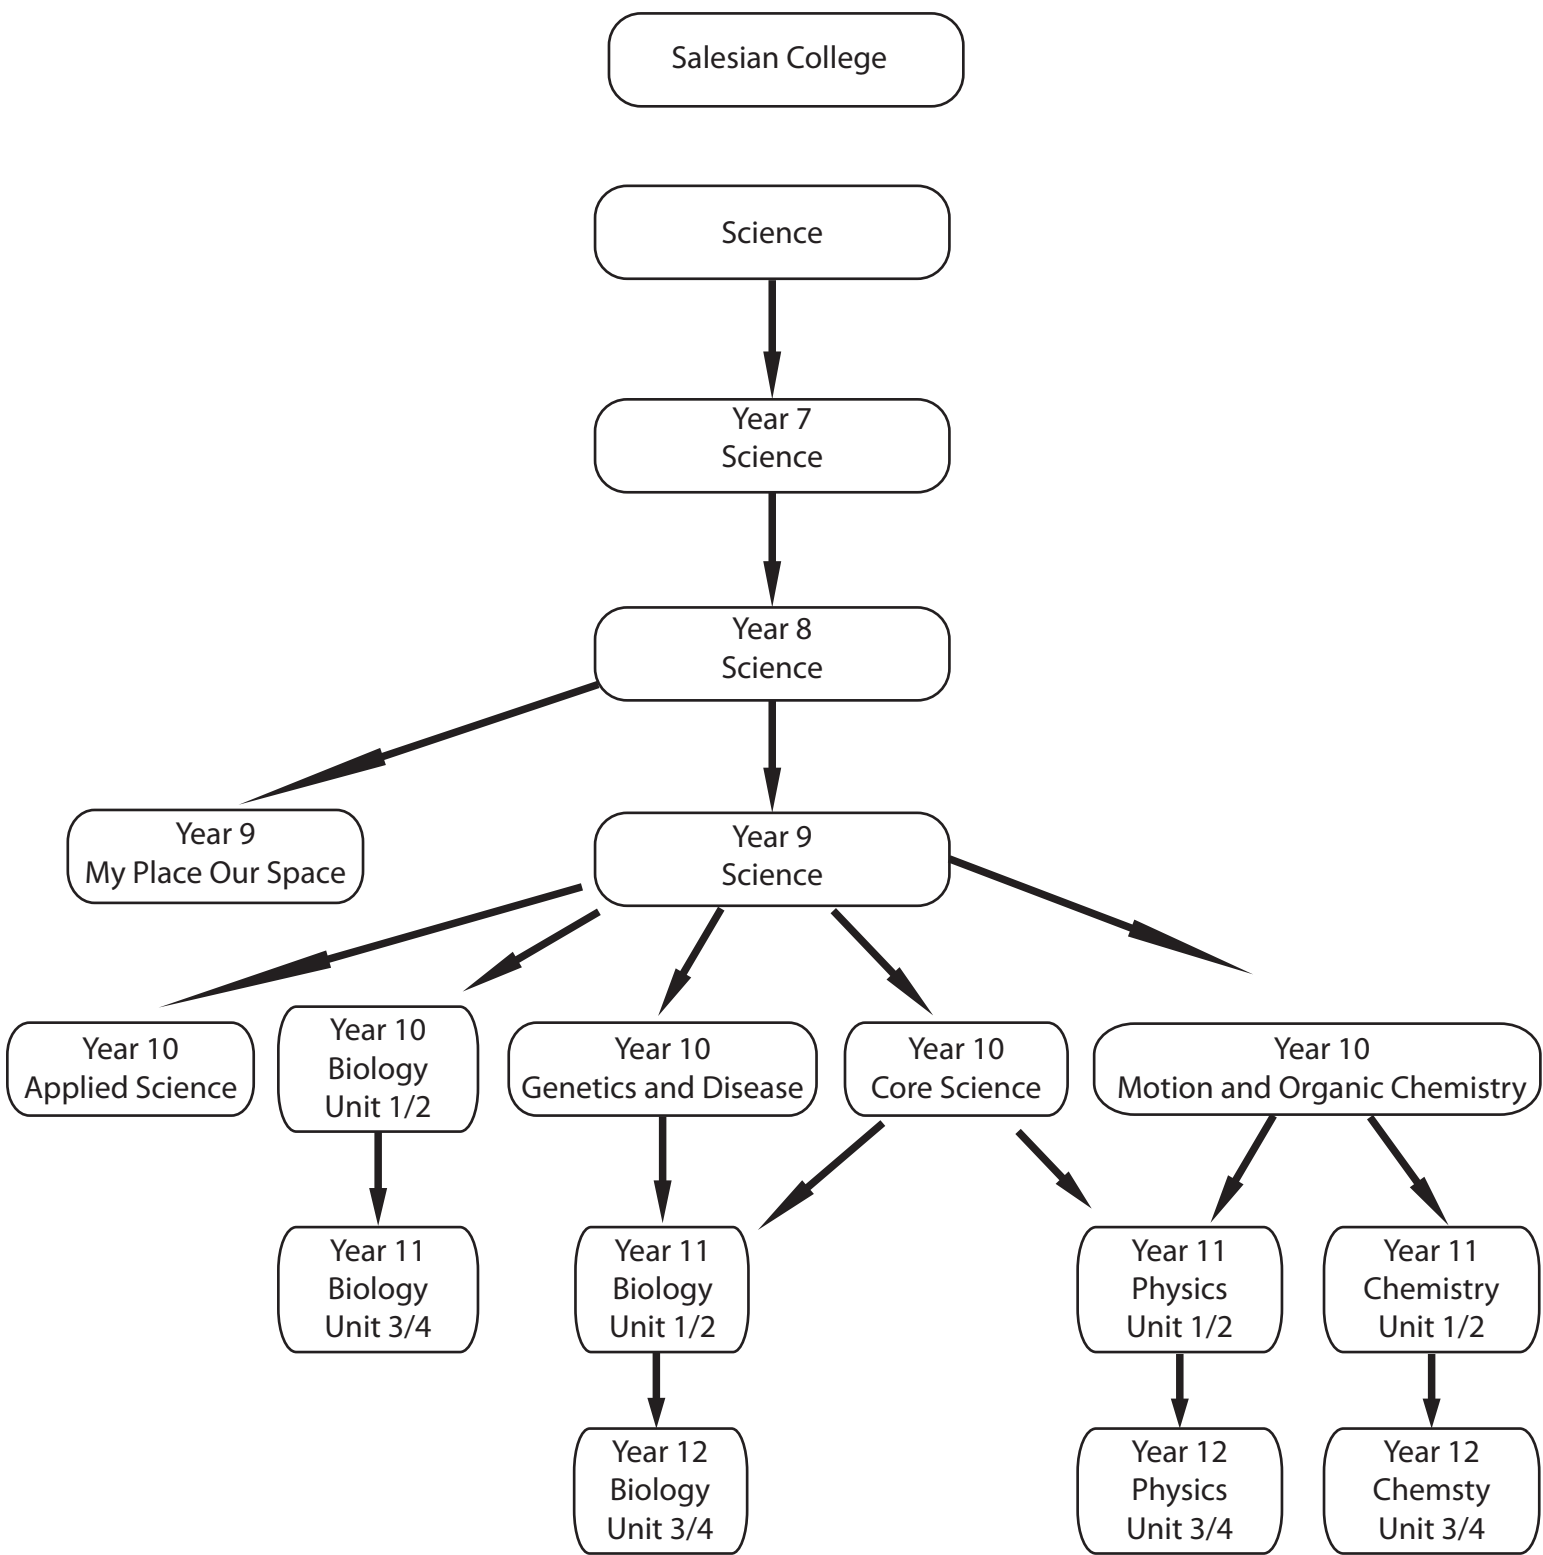 Salesian College
Science
Year 7
Science
Year 8
Science
Year 9
My Place Our Space
Year 9
Science
Year 10
Applied Science
Year 10
Biology
Unit 1/2
Year 10
Genetics and Disease
Year 10
Core Science
Year 10
Motion and Organic Chemistry
Year 11
Biology
Unit 3/4
Year 11
Biology
Unit 1/2
Year 11
Physics
Unit 1/2
Year 11
Chemistry
Unit 1/2
Year 12
Biology
Unit 3/4
Year 12
Physics
Unit 3/4
Year 12
Chemsty
Unit 3/4